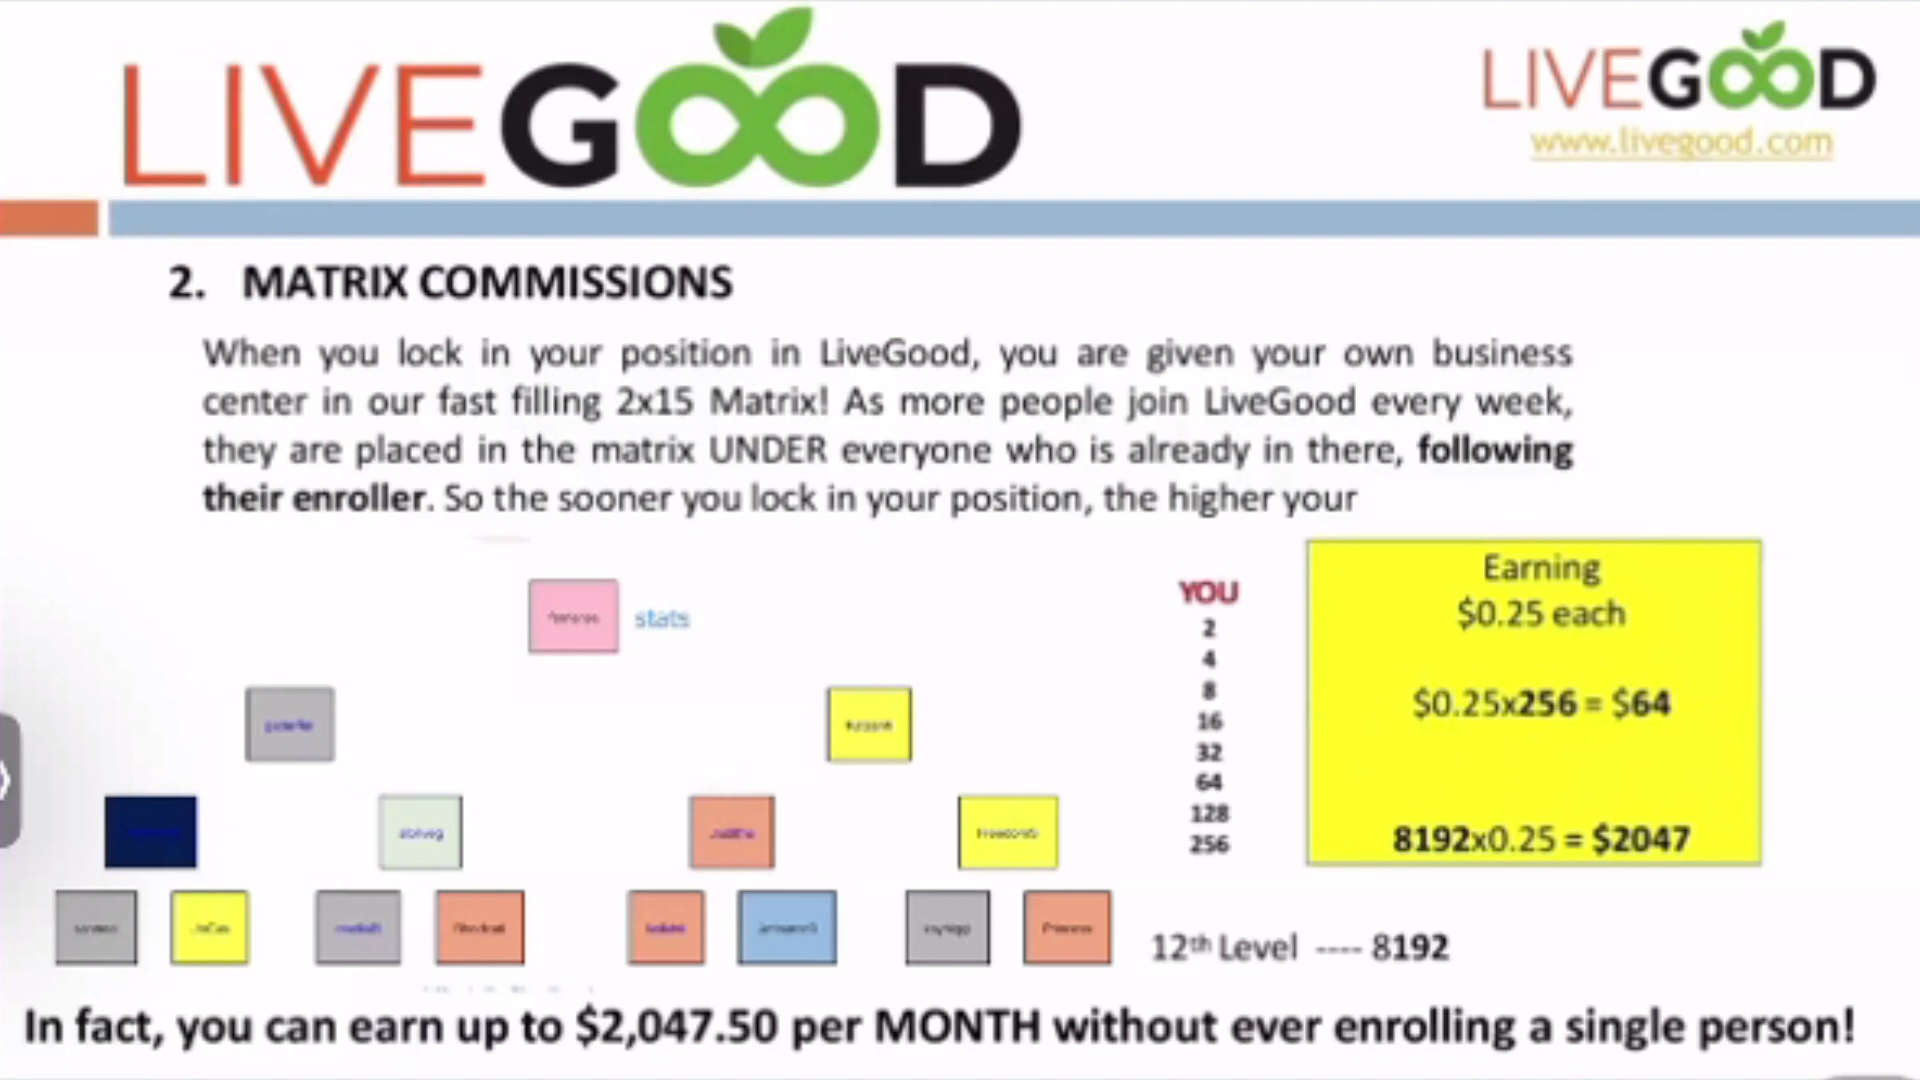 LIVEGOOD
LIVEGOOD
www.livegood.com
2. MATRIX COMMISSIONS
When you lock in your position in LiveGood, you are given your own business
center in our fast filling 2x15 Matrix! As more people join LiveGood every week,
they are placed in the matrix UNDER everyone who is already in there, following
their enroller. So the sooner you lock in your position, the higher your
stats
YOU
2
4
8
16
32
64
128
256
Earning
$0.25 each
$0.25x256 = $64
8192x0.25 = $2047
12th Level ---- 8192
In fact, you can earn up to $2,047.50 per MONTH without ever enrolling a single person!